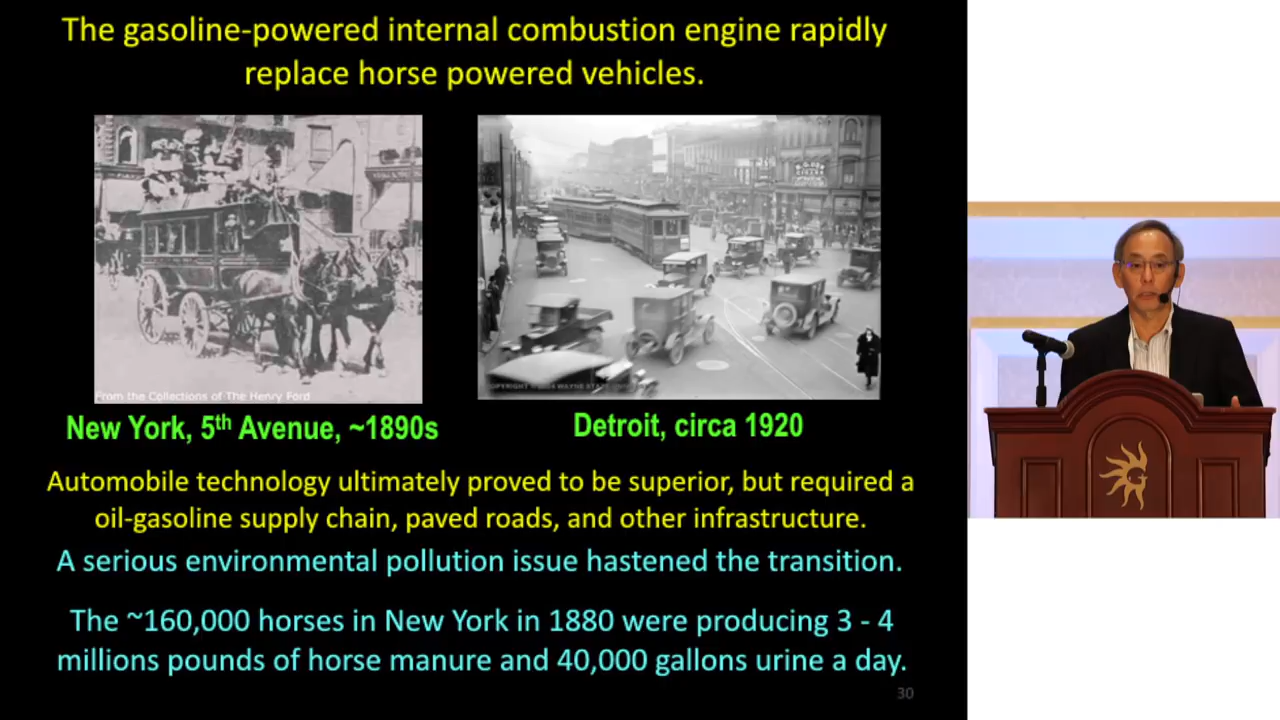 The gasoline-powered internal combustion engine rapidly
replace horse powered vehicles.
From the Collections of The Henry Ford
New York, 5th Avenue, ~1890s
Detroit, circa 1920
Automobile technology ultimately proved to be superior, but required a
oil-gasoline supply chain, paved roads, and other infrastructure.
A serious environmental pollution issue hastened the transition.
The ~160,000 horses in New York in 1880 were producing 3 - 4
millions pounds of horse manure and 40,000 gallons urine a day.
30